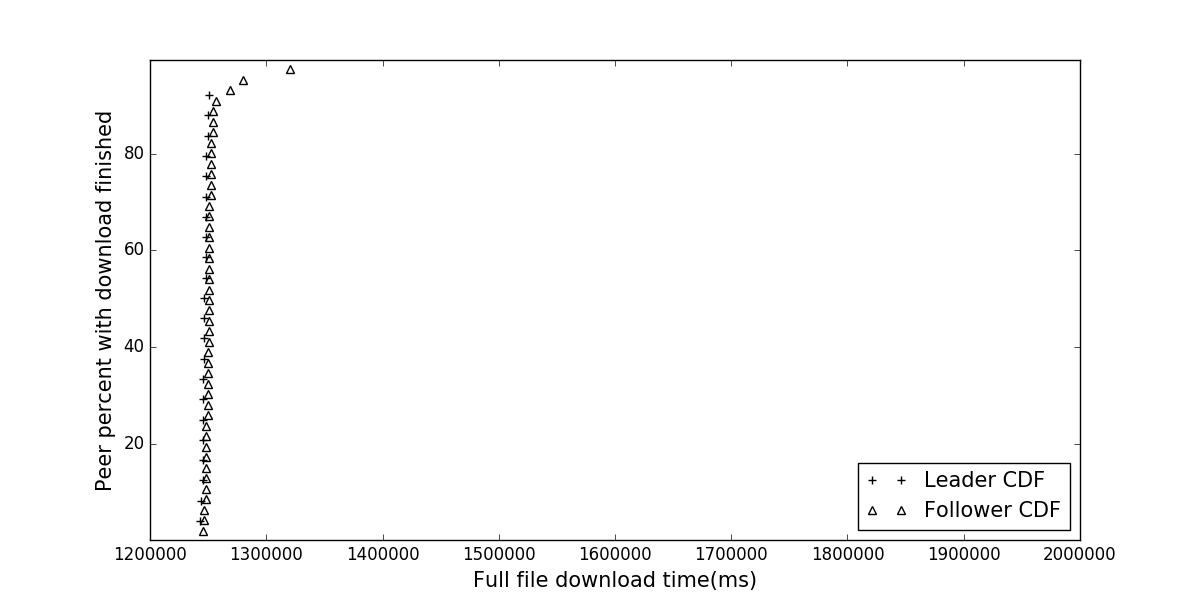 Peer percent with download finished
80
60
40
20
1200000 1300000 1400000 1500000 1600000 1700000 1800000 1900000 2000000
Full file download time(ms)
Leader CDF
Follower CDF